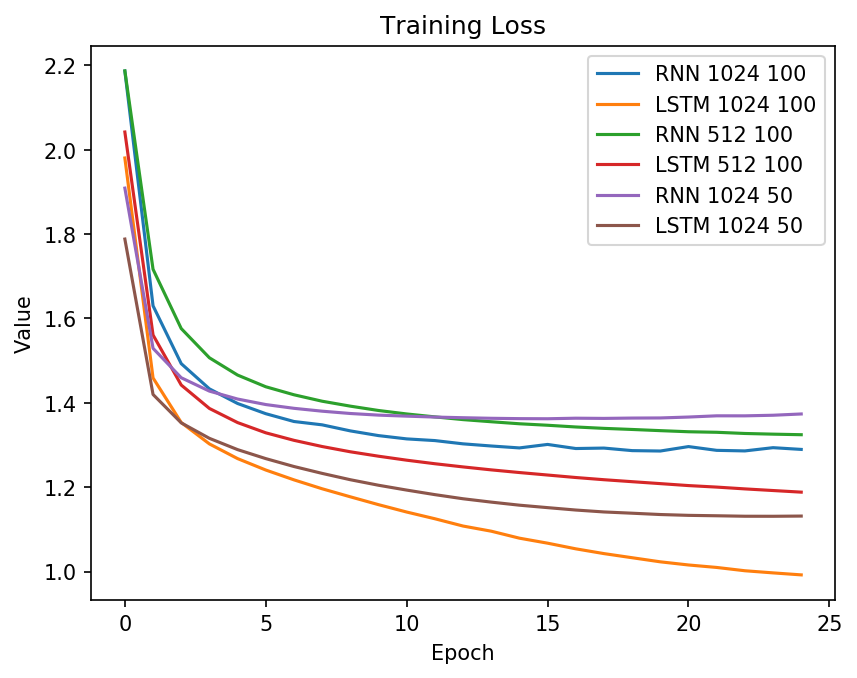 Training Loss
2.2
2.0
1.8
1.6
1.4
1.2
1.0
Value
RNN 1024 100
LSTM 1024 100
RNN 512 100
LSTM 512 100
RNN 1024 50
LSTM 1024 50
0 5 10 15 20 25
Epoch